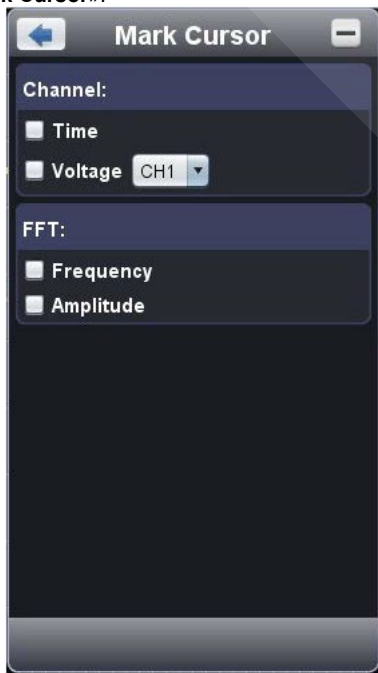 Mark Cursor
Channel:
Time
Voltage CH1
FFT:
Frequency
Amplitude